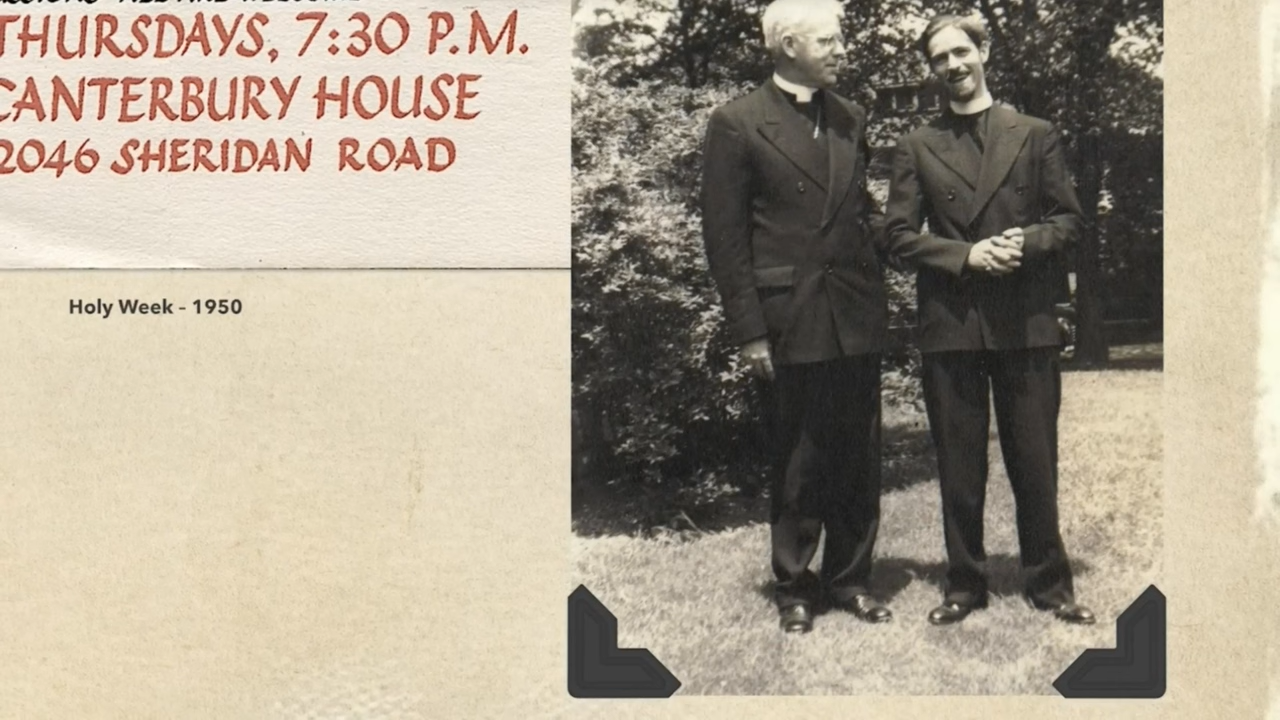 THURSDAYS, 7:30 P.M.
CANTERBURY HOUSE
2046 SHERIDAN ROAD
Holy Week - 1950